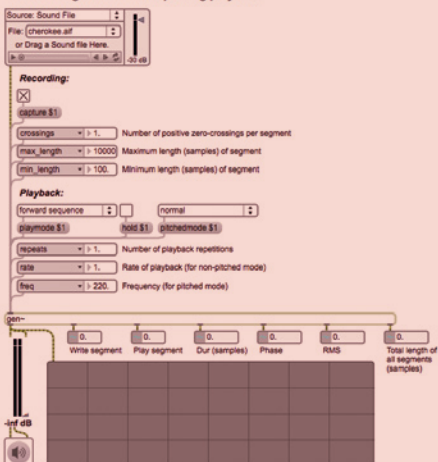 Source: Sound File
File: cherokee.aif
or Drag a Sound file Here.
-30 dB
Recording:
capture $1
crossings 1. Number of positive zero-crossings per segment
max_length 10000 Maximum length (samples) of segment
min_length 100. Minimum length (samples) of segment
Playback:
forward sequence normal
playmode $1 hold $1 pitchedmode $1
repeats 1. Number of playback repetitions
rate 1. Rate of playback (for non-pitched mode)
freq 220. Frequency (for pitched mode)
gen~
0. 0. 0. 0. 0. 0.
Write segment Play segment Dur (samples) Phase RMS Total length of
all segments
(samples)
-inf dB